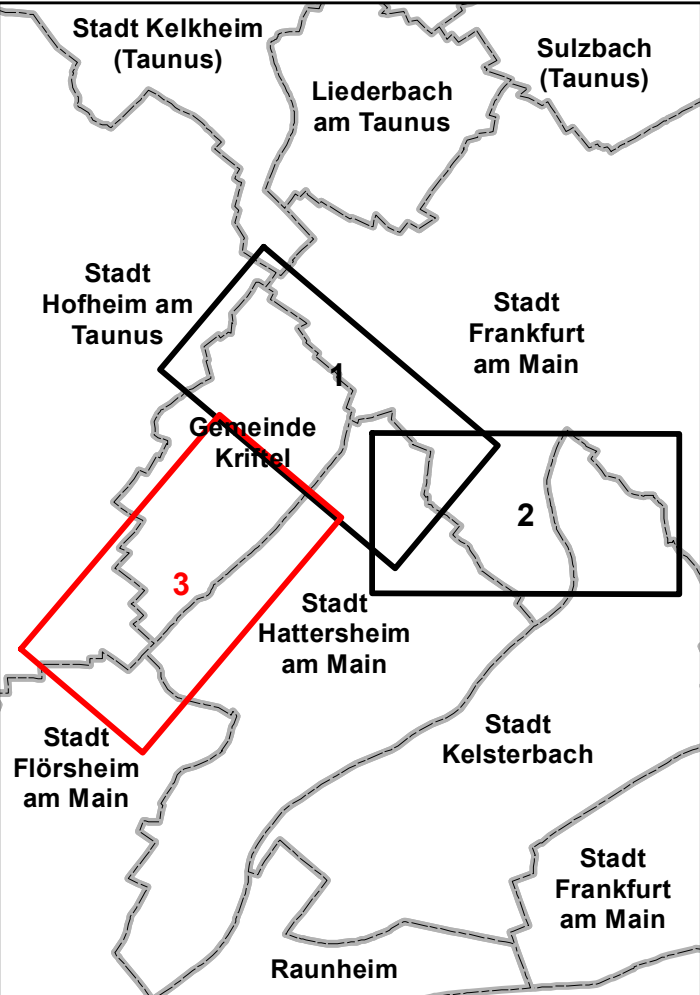 Stadt Kelkheim
(Taunus)
Sulzbach
(Taunus)
Liederbach
am Taunus
Stadt
Hofheim am
Taunus
Stadt
Frankfurt
am Main
1
Gemeinde
Kriftel
2
3
Stadt
Hattersheim
am Main
Stadt
Kelsterbach
Stadt
Flörsheim
am Main
Stadt
Frankfurt
am Main
Raunheim